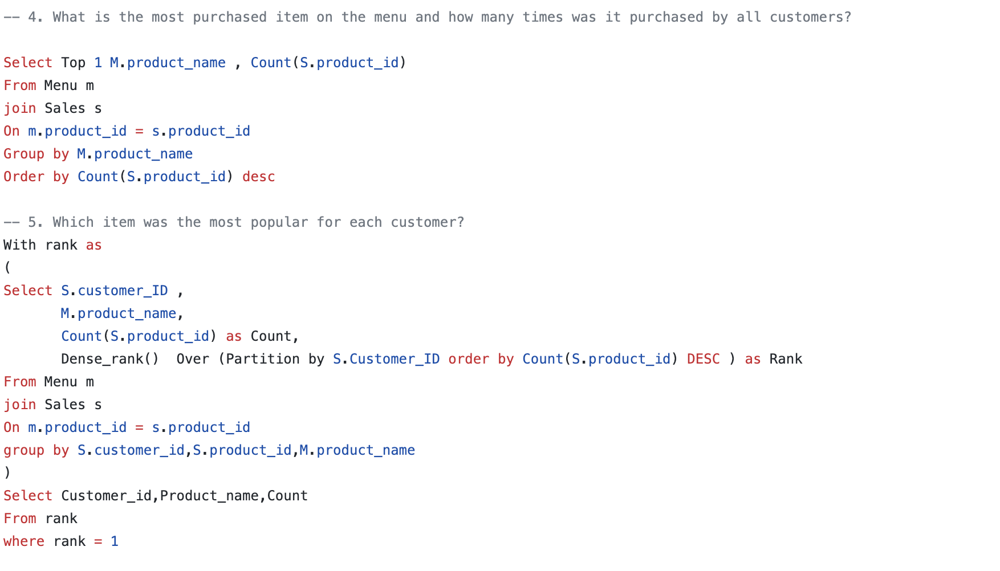 -- 4. What is the most purchased item on the menu and how many times was it purchased by all customers?
Select Top 1 M.product_name , Count(S.product_id)
From Menu m
join Sales s
On m.product_id = s.product_id
Group by M.product_name
Order by Count(S.product_id) desc
-- 5. Which item was the most popular for each customer?
With rank as
(
Select S.customer_ID ,
       M.product_name,
       Count(S.product_id) as Count,
       Dense_rank()  Over (Partition by S.Customer_ID order by Count(S.product_id) DESC ) as Rank
From Menu m
join Sales s
On m.product_id = s.product_id
group by S.customer_id,S.product_id,M.product_name
)
Select Customer_id,Product_name,Count
From rank
where rank = 1